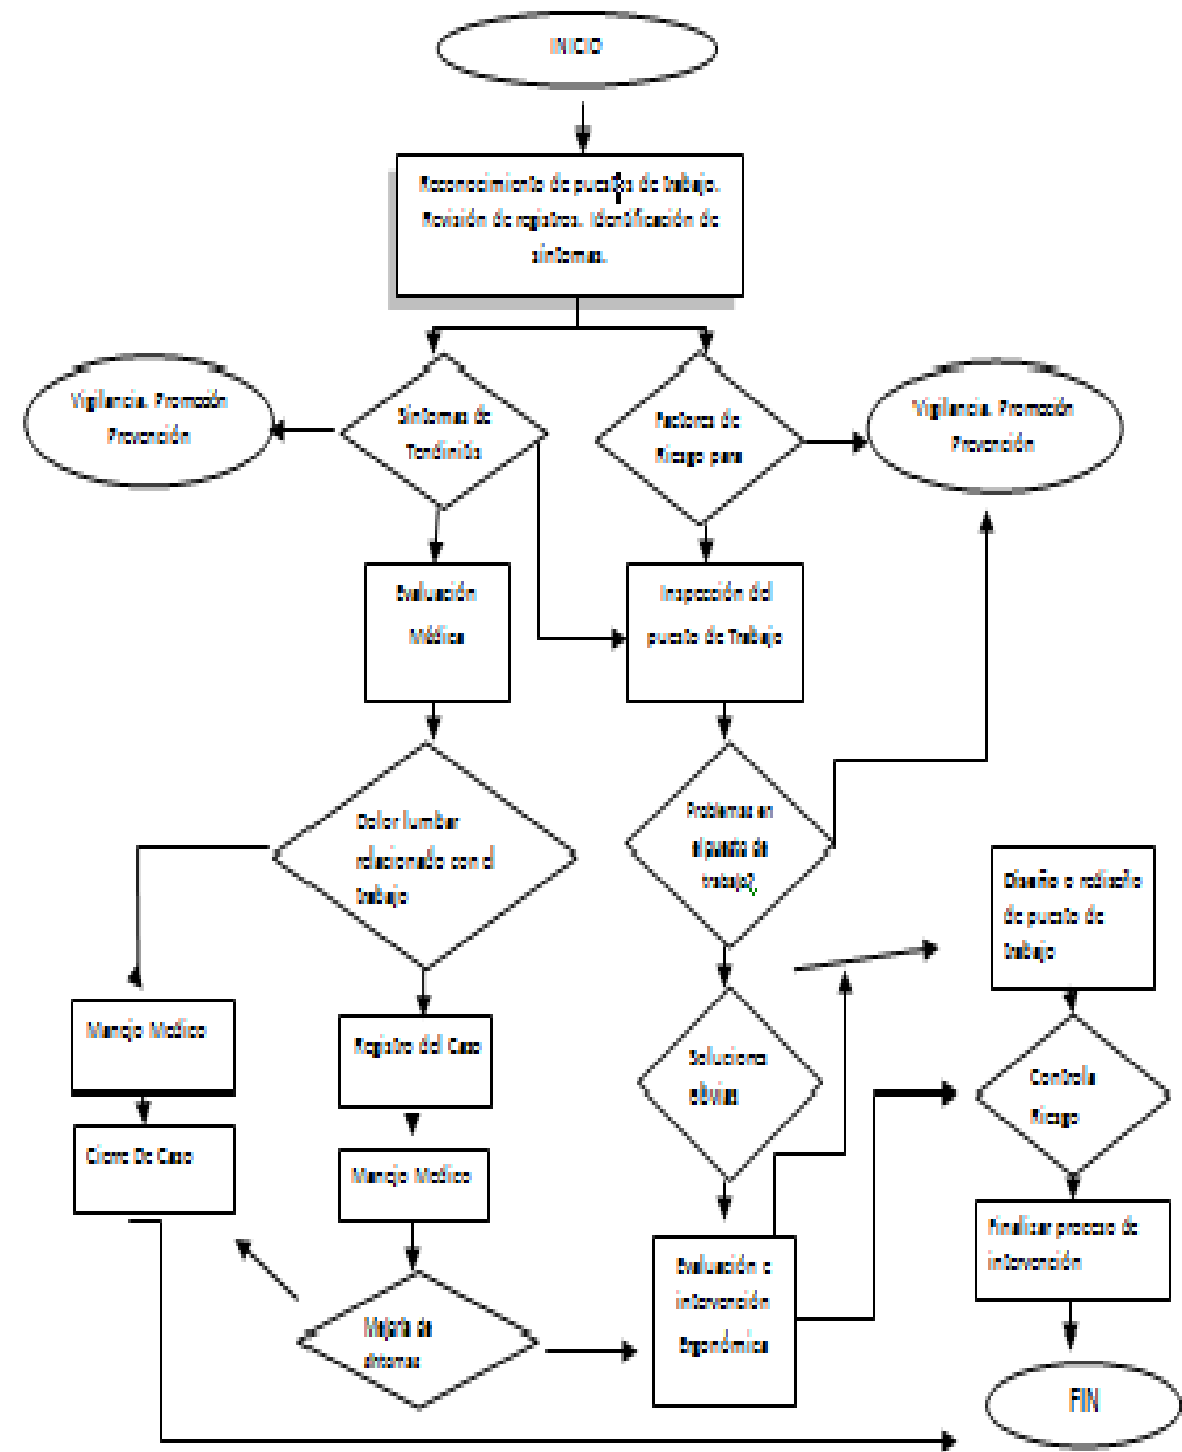 INICIO
Reconocimiento de puestos de trabajo.
Revisión de registros. Identificación de
síntomas.
Vigilancia. Promoción
Prevención
Síntomas de
Tendinitis
Factores de
Riesgo para
Vigilancia. Promoción
Prevención
Evaluación
Médica
Inspección del
puesto de Trabajo
Dolor lumbar
relacionado con el
trabajo
Problemas en
el puesto de
trabajo?
Diseño o rediseño
de puesto de
trabajo
Manejo Medico
Registro del Caso
Soluciones
obvias
Controla
Riesgo
Cierre De Caso
Manejo Medico
Finalizar proceso de
intervención
Evaluación e
intervención
Ergonómica
Mejoría de
síntomas
FIN